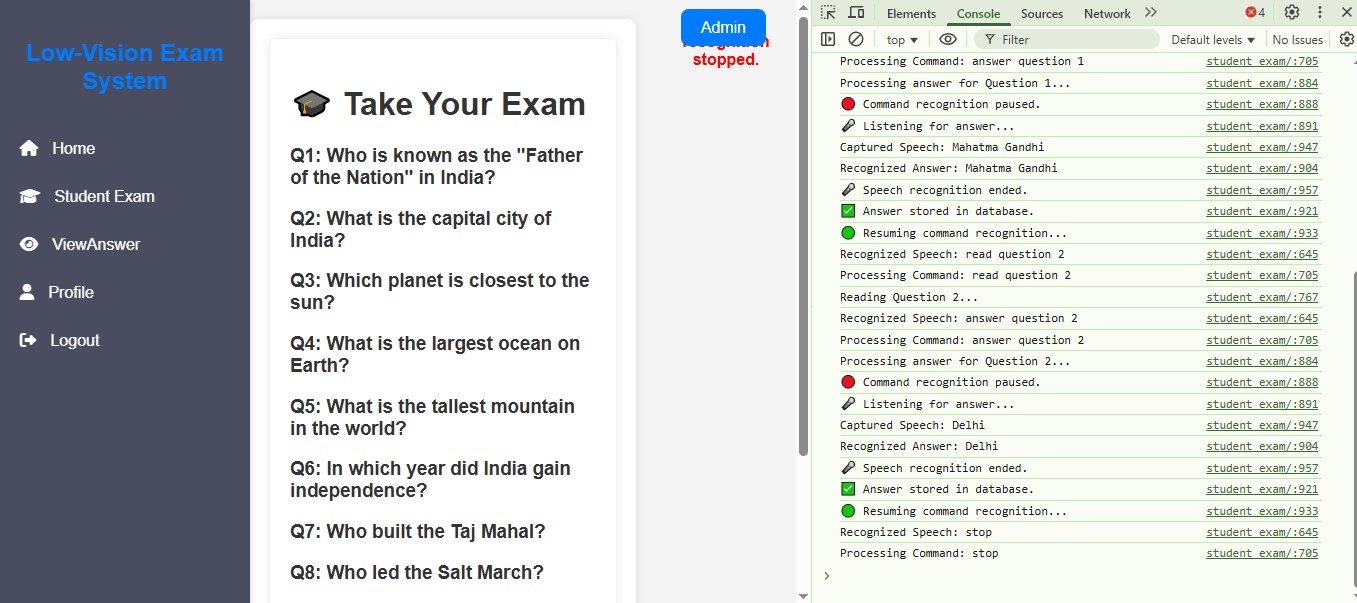 Low-Vision Exam
System
Home
Student Exam
ViewAnswer
Profile
Logout
Admin
recognition
stopped.
🎓 Take Your Exam
Q1: Who is known as the "Father
of the Nation" in India?
Q2: What is the capital city of
India?
Q3: Which planet is closest to the
sun?
Q4: What is the largest ocean on
Earth?
Q5: What is the tallest mountain
in the world?
Q6: In which year did India gain
independence?
Q7: Who built the Taj Mahal?
Q8: Who led the Salt March?
Elements Console Sources Network 4
top Filter Default levels No Issues
Processing Command: answer question 1 student_exam/:705
Processing answer for Question 1... student_exam/:884
🔴 Command recognition paused. student_exam/:888
🎤 Listening for answer... student_exam/:891
Captured Speech: Mahatma Gandhi student_exam/:947
Recognized Answer: Mahatma Gandhi student_exam/:904
🎤 Speech recognition ended. student_exam/:957
✅ Answer stored in database. student_exam/:921
🟢 Resuming command recognition... student_exam/:933
Recognized Speech: read question 2 student_exam/:645
Processing Command: read question 2 student_exam/:705
Reading Question 2... student_exam/:767
Recognized Speech: answer question 2 student_exam/:645
Processing Command: answer question 2 student_exam/:705
Processing answer for Question 2... student_exam/:884
🔴 Command recognition paused. student_exam/:888
🎤 Listening for answer... student_exam/:891
Captured Speech: Delhi student_exam/:947
Recognized Answer: Delhi student_exam/:904
🎤 Speech recognition ended. student_exam/:957
✅ Answer stored in database. student_exam/:921
🟢 Resuming command recognition... student_exam/:933
Recognized Speech: stop student_exam/:645
Processing Command: stop student_exam/:705